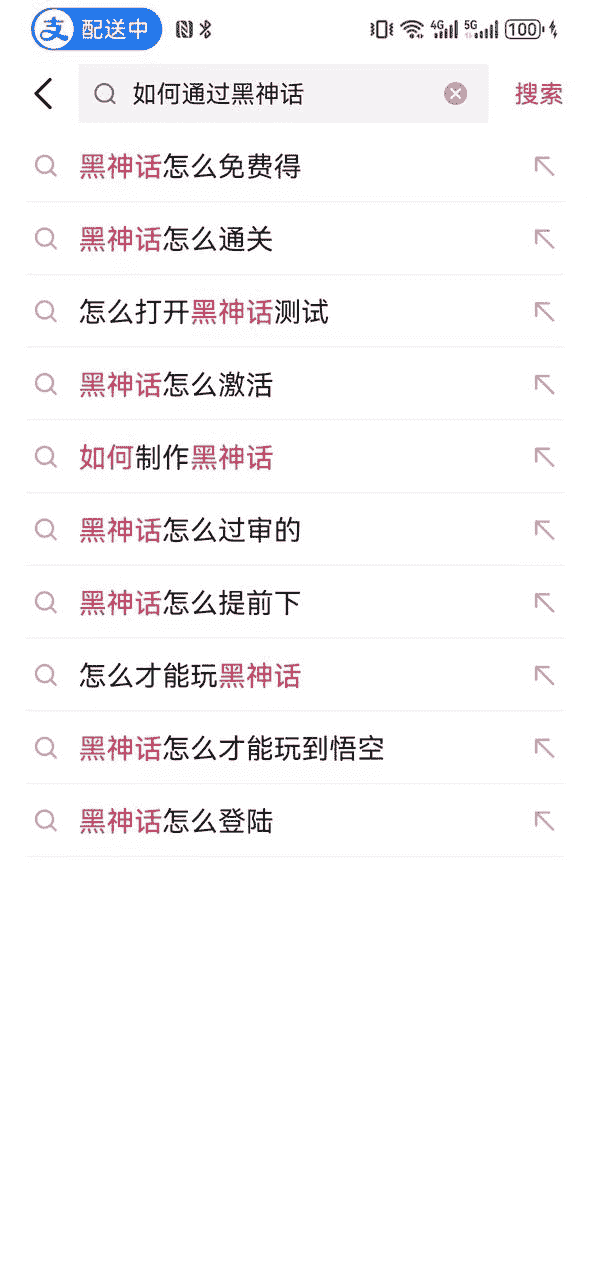 支 配送中 4G 5G 100
如何通过黑神话 搜索
黑神话怎么免费得
黑神话怎么通关
怎么打开黑神话测试
黑神话怎么激活
如何制作黑神话
黑神话怎么过审的
黑神话怎么提前下
怎么才能玩黑神话
黑神话怎么才能玩到悟空
黑神话怎么登陆